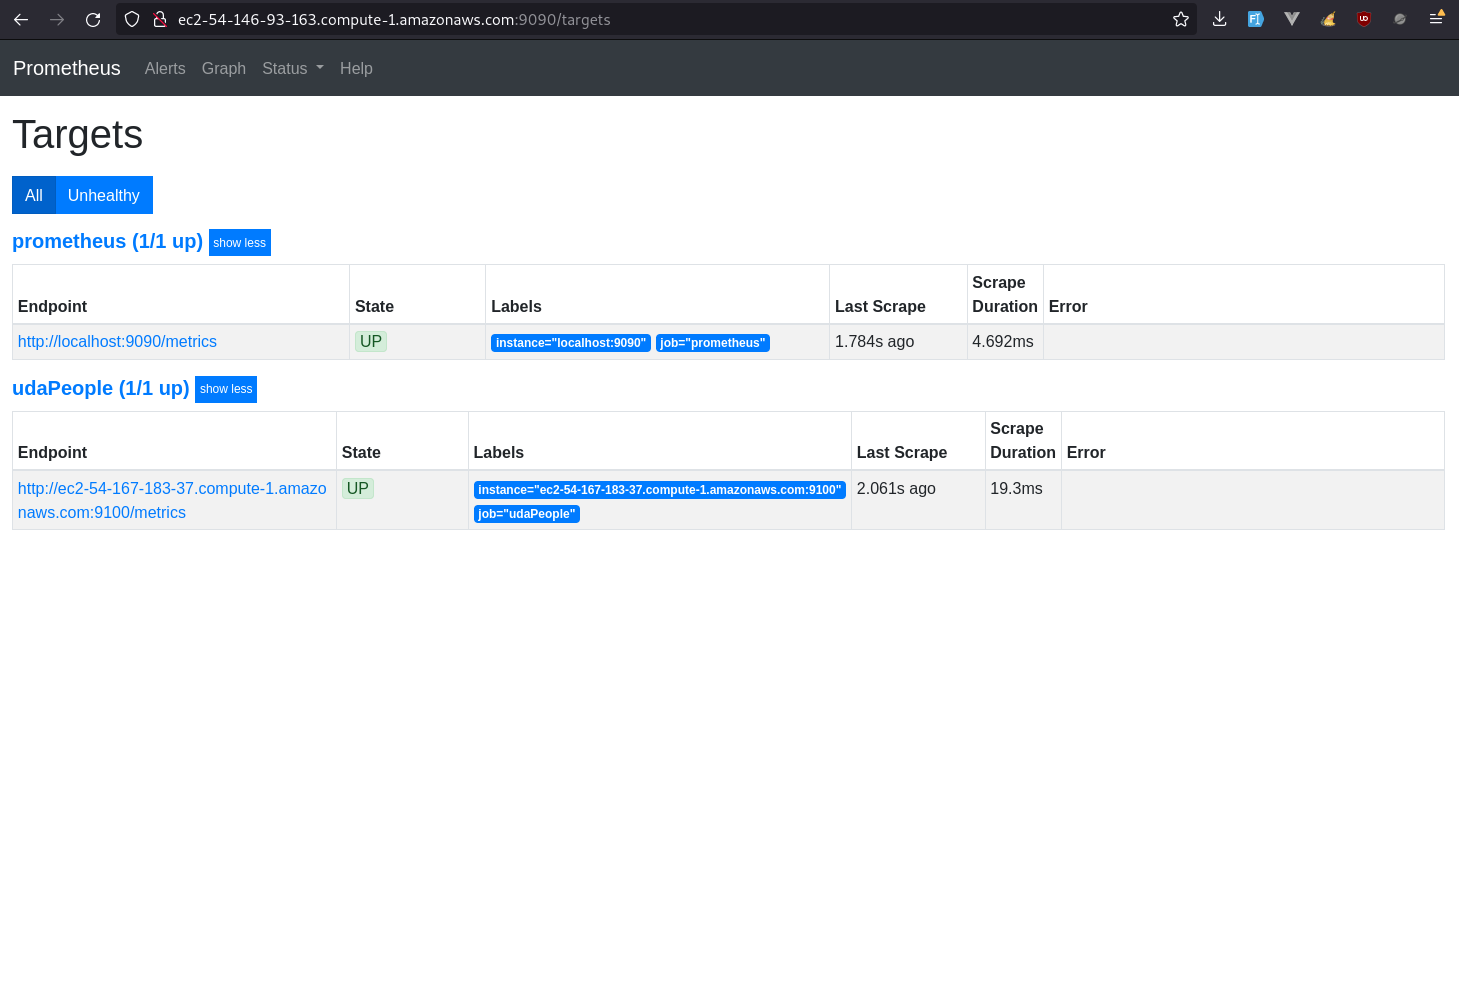 ec2-54-146-93-163.compute-1.amazonaws.com:9090/targets
Prometheus Alerts Graph Status Help
Targets
All Unhealthy
prometheus (1/1 up) show less
Endpoint State Labels Last Scrape Scrape Duration Error
http://localhost:9090/metrics UP instance="localhost:9090" job="prometheus" 1.784s ago 4.692ms
udaPeople (1/1 up) show less
Endpoint State Labels Last Scrape Scrape Duration Error
http://ec2-54-167-183-37.compute-1.amazo UP instance="ec2-54-167-183-37.compute-1.amazonaws.com:9100" 2.061s ago 19.3ms
naws.com:9100/metrics job="udaPeople"